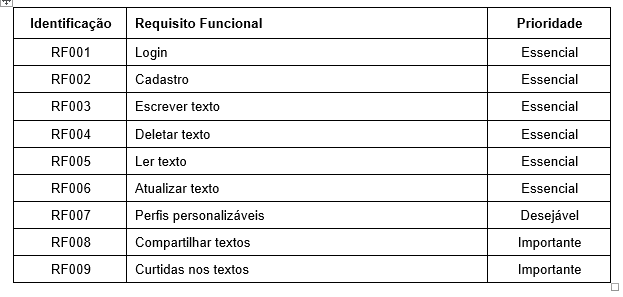 Identificação Requisito Funcional Prioridade
RF001 Login Essencial
RF002 Cadastro Essencial
RF003 Escrever texto Essencial
RF004 Deletar texto Essencial
RF005 Ler texto Essencial
RF006 Atualizar texto Essencial
RF007 Perfis personalizáveis Desejável
RF008 Compartilhar textos Importante
RF009 Curtidas nos textos Importante